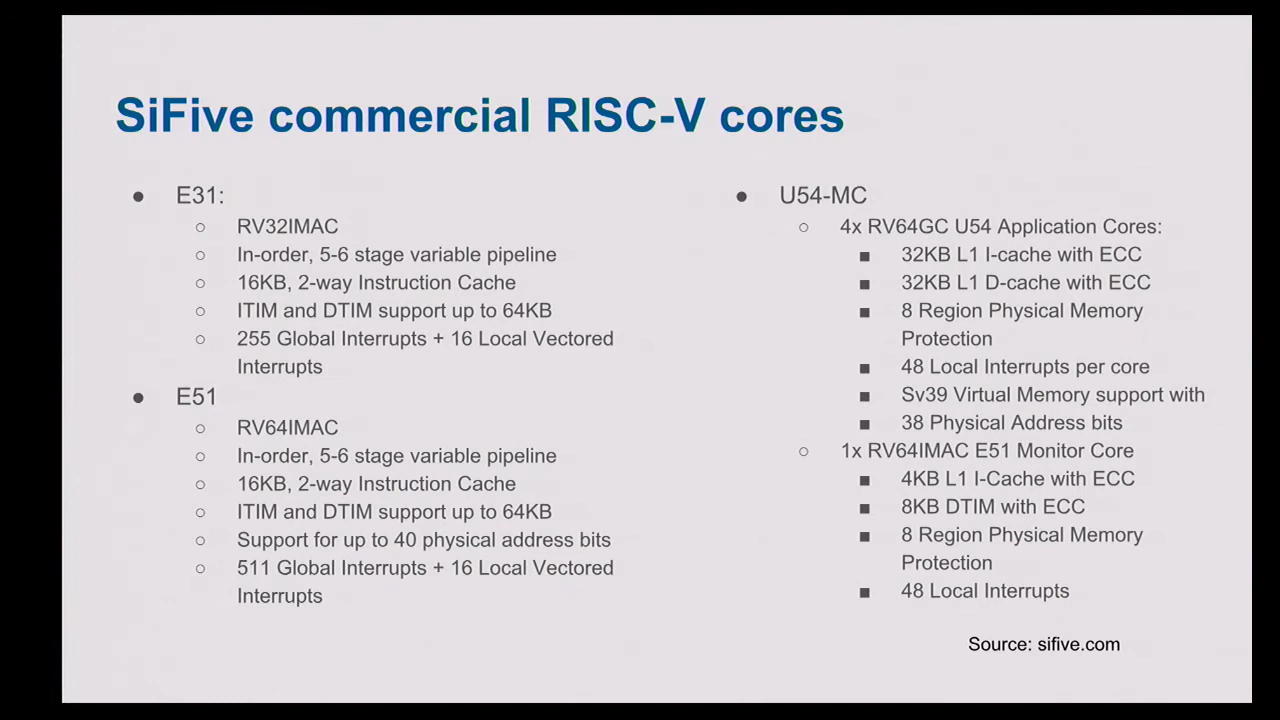 SiFive commercial RISC-V cores
● E31:
○ RV32IMAC
○ In-order, 5-6 stage variable pipeline
○ 16KB, 2-way Instruction Cache
○ ITIM and DTIM support up to 64KB
○ 255 Global Interrupts + 16 Local Vectored
Interrupts
● E51
○ RV64IMAC
○ In-order, 5-6 stage variable pipeline
○ 16KB, 2-way Instruction Cache
○ ITIM and DTIM support up to 64KB
○ Support for up to 40 physical address bits
○ 511 Global Interrupts + 16 Local Vectored
Interrupts
● U54-MC
○ 4x RV64GC U54 Application Cores:
■ 32KB L1 I-cache with ECC
■ 32KB L1 D-cache with ECC
■ 8 Region Physical Memory
Protection
■ 48 Local Interrupts per core
■ Sv39 Virtual Memory support with
■ 38 Physical Address bits
○ 1x RV64IMAC E51 Monitor Core
■ 4KB L1 I-Cache with ECC
■ 8KB DTIM with ECC
■ 8 Region Physical Memory
Protection
■ 48 Local Interrupts
Source: sifive.com